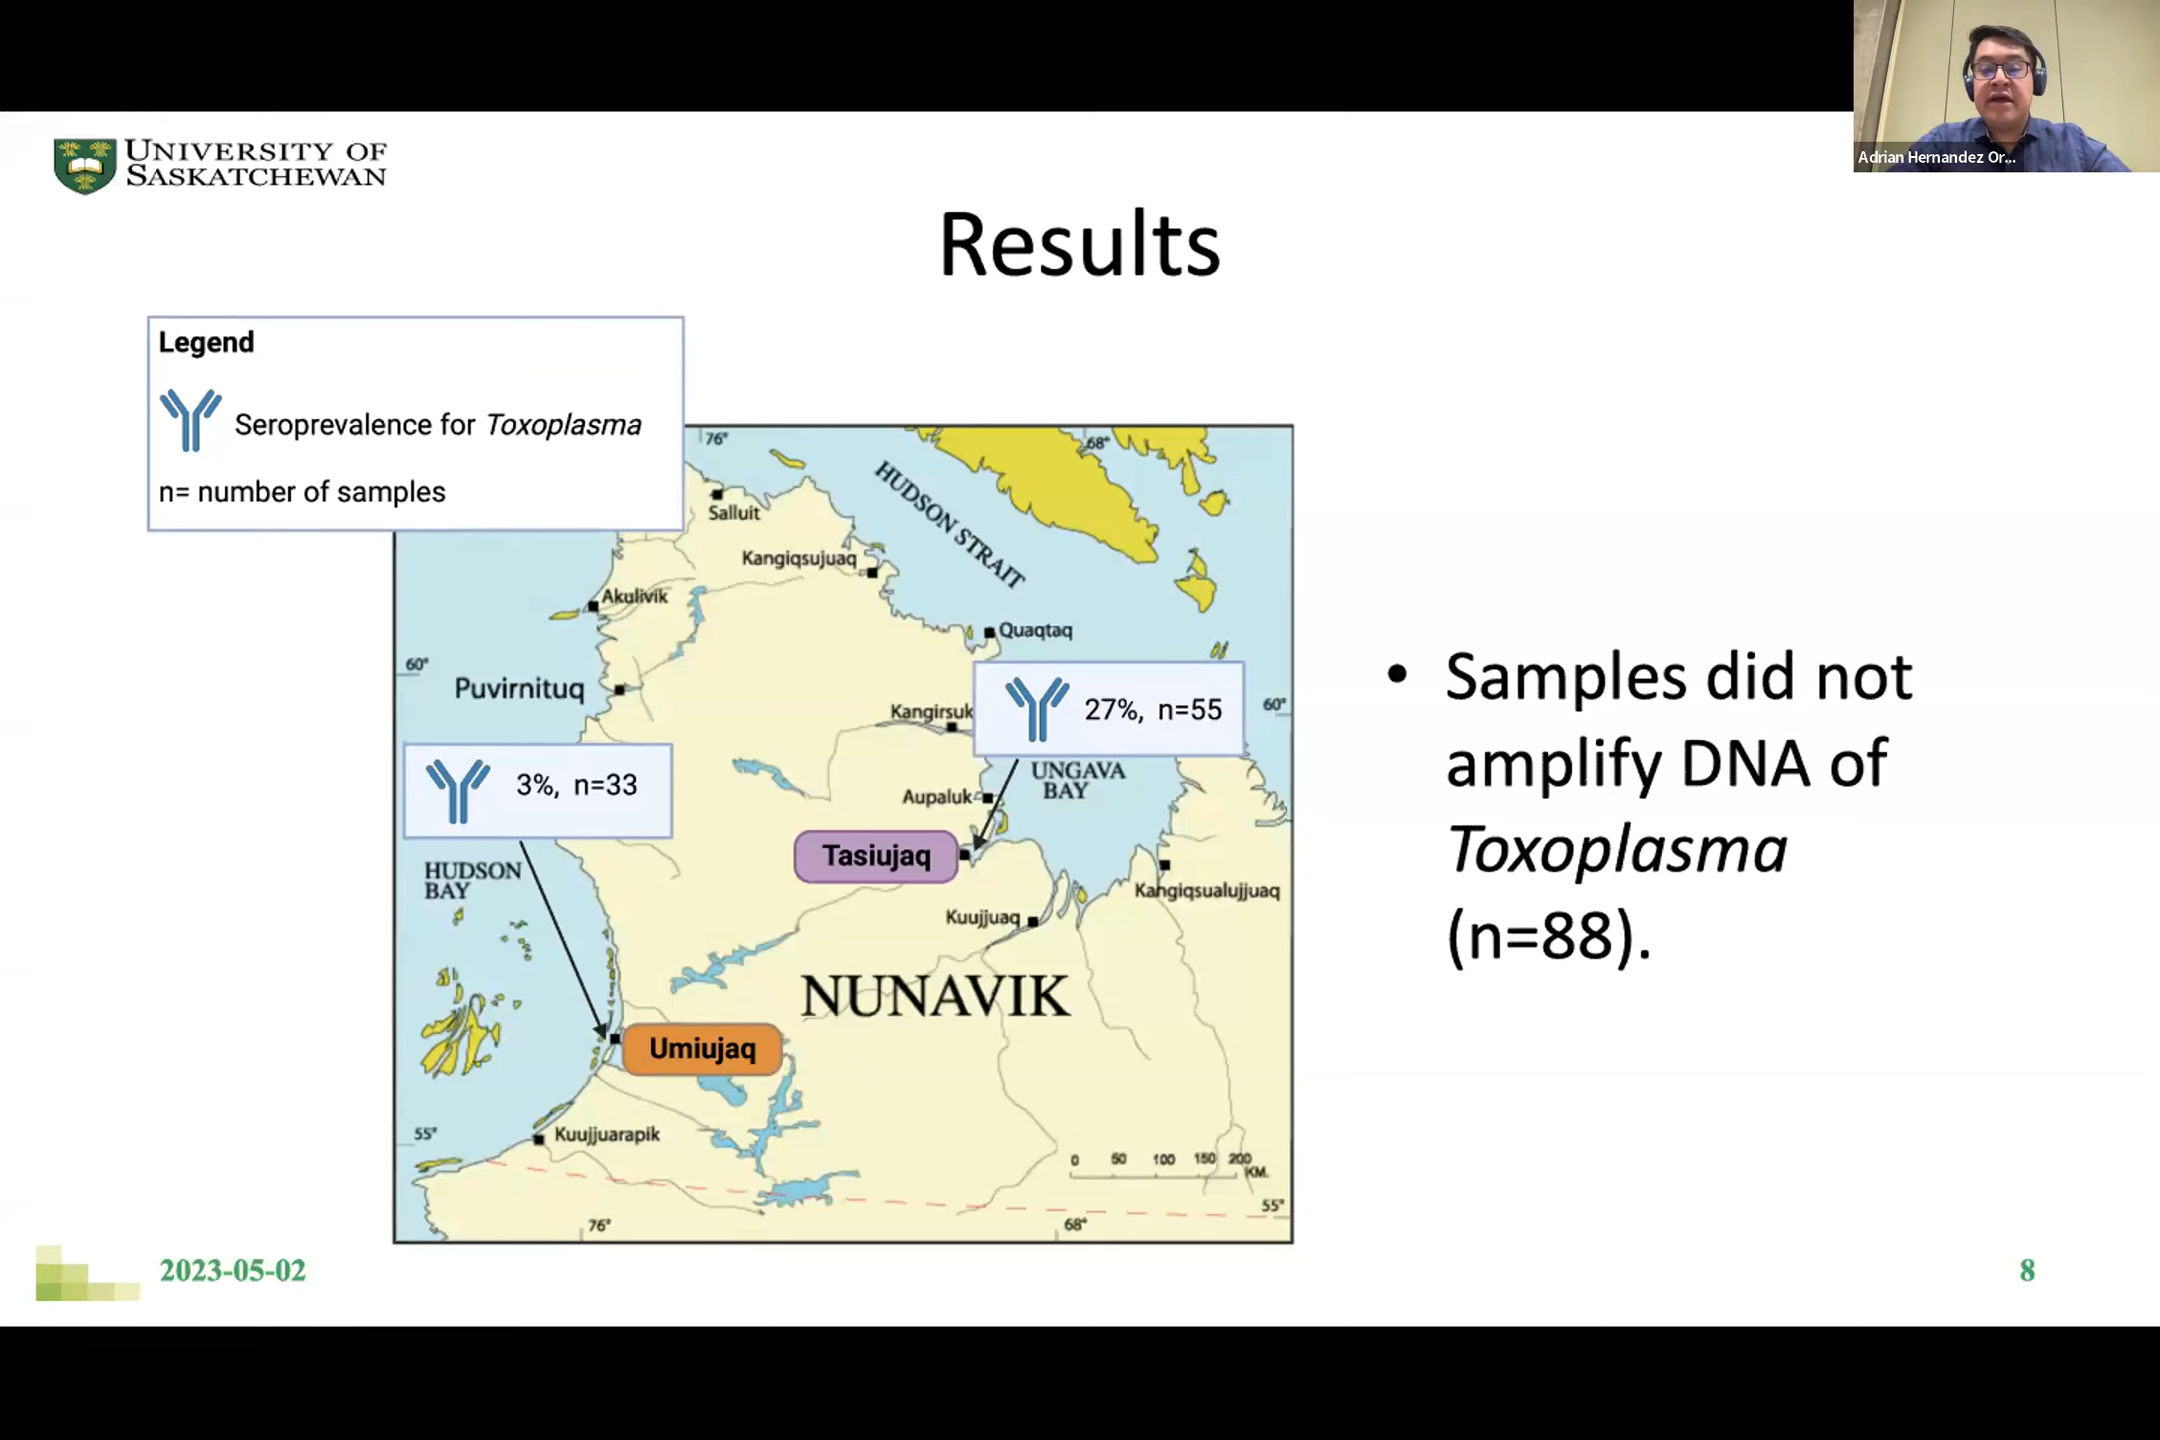 Adrian Hernandez Or...
UNIVERSITY OF
SASKATCHEWAN
Results
Legend
Seroprevalence for Toxoplasma
n= number of samples
76°
68°
HUDSON STRAIT
Salluit
Kangiqsujuaq
Akulivik
Quaqtaq
60°
Puvirnituq
Kangirsuk
27%, n=55
60°
3%, n=33
UNGAVA
BAY
Aupaluk
Tasiujaq
HUDSON
BAY
Kangiqsualujjuaq
Kuujjuaq
NUNAVIK
Umiujaq
55°
Kuujjuarapik
0 50 100 150 200
KM.
55°
76°
68°
• Samples did not
amplify DNA of
Toxoplasma
(n=88).
2023-05-02
8